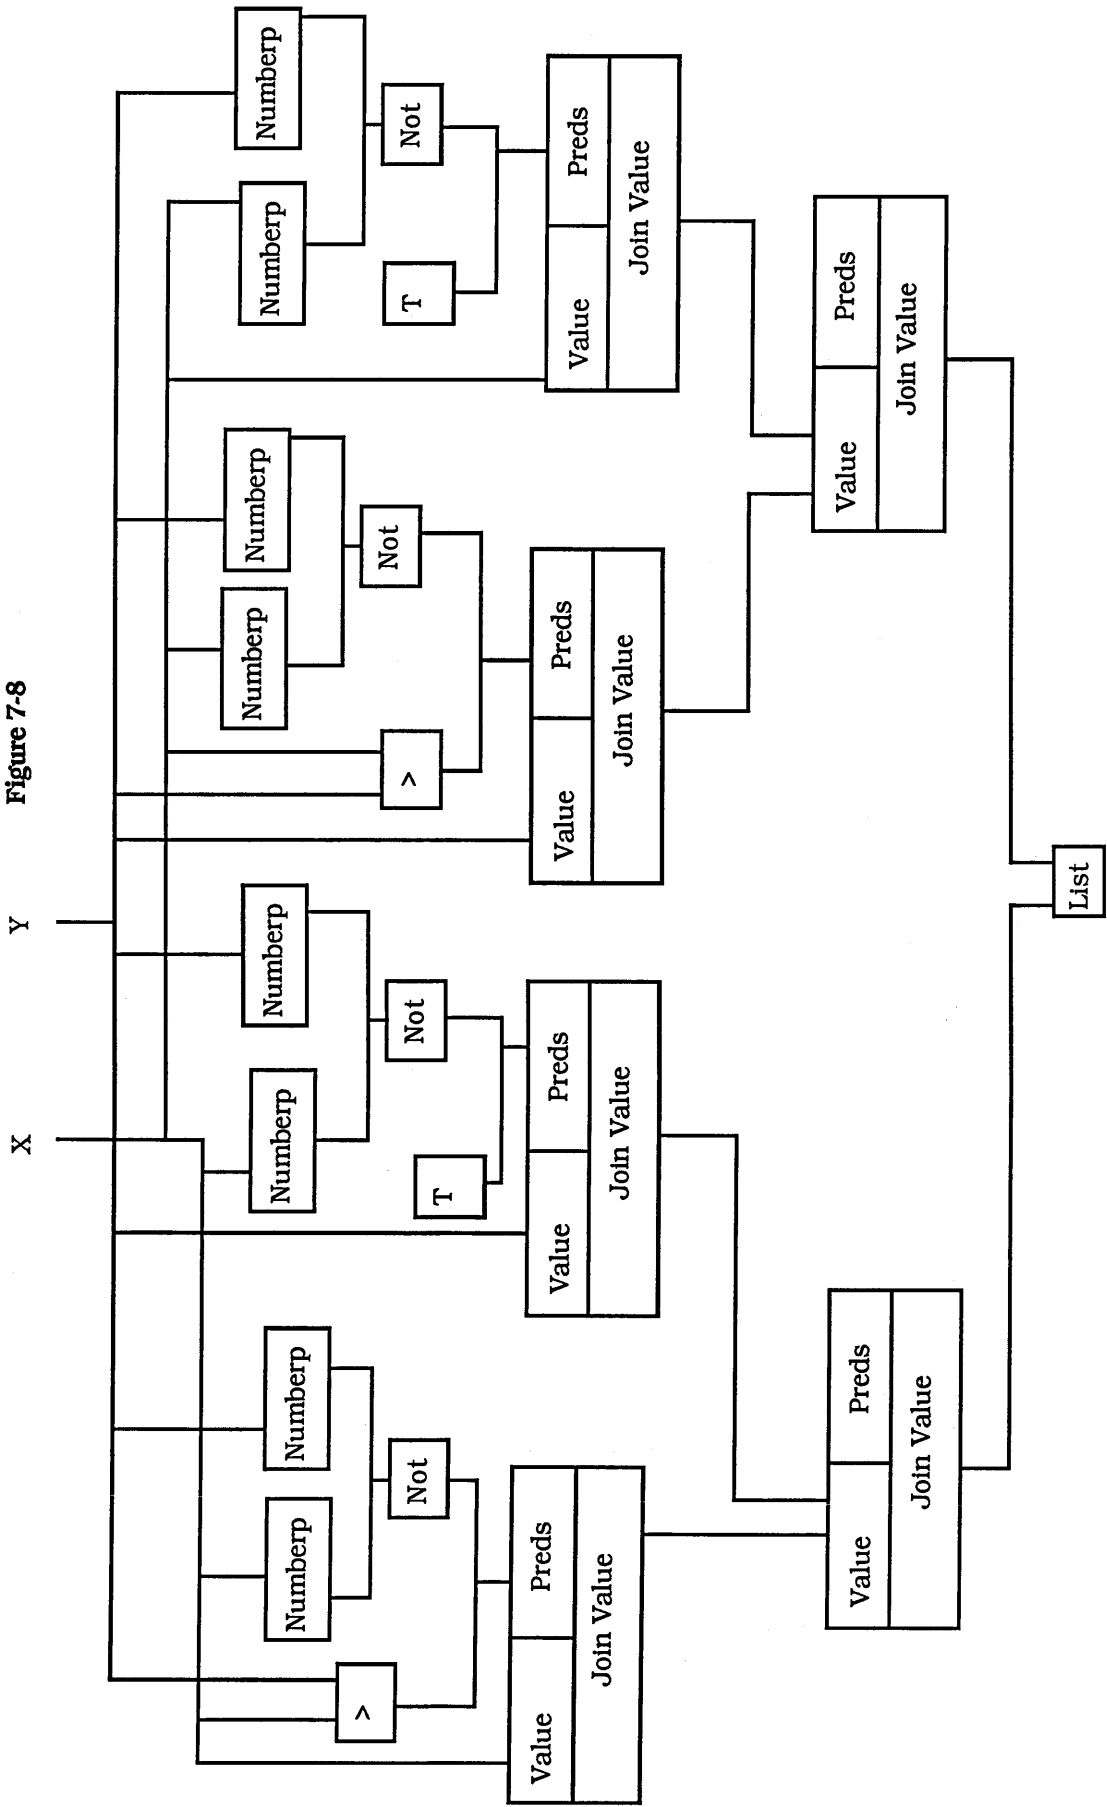 X
Y
Figure 7-8
Numberp
Numberp
Numberp
Numberp
Numberp
Numberp
Numberp
Numberp
>
Not
T
Not
>
Not
T
Not
Value
Preds
Join Value
Value
Preds
Join Value
Value
Preds
Join Value
Value
Preds
Join Value
Value
Preds
Join Value
Value
Preds
Join Value
List